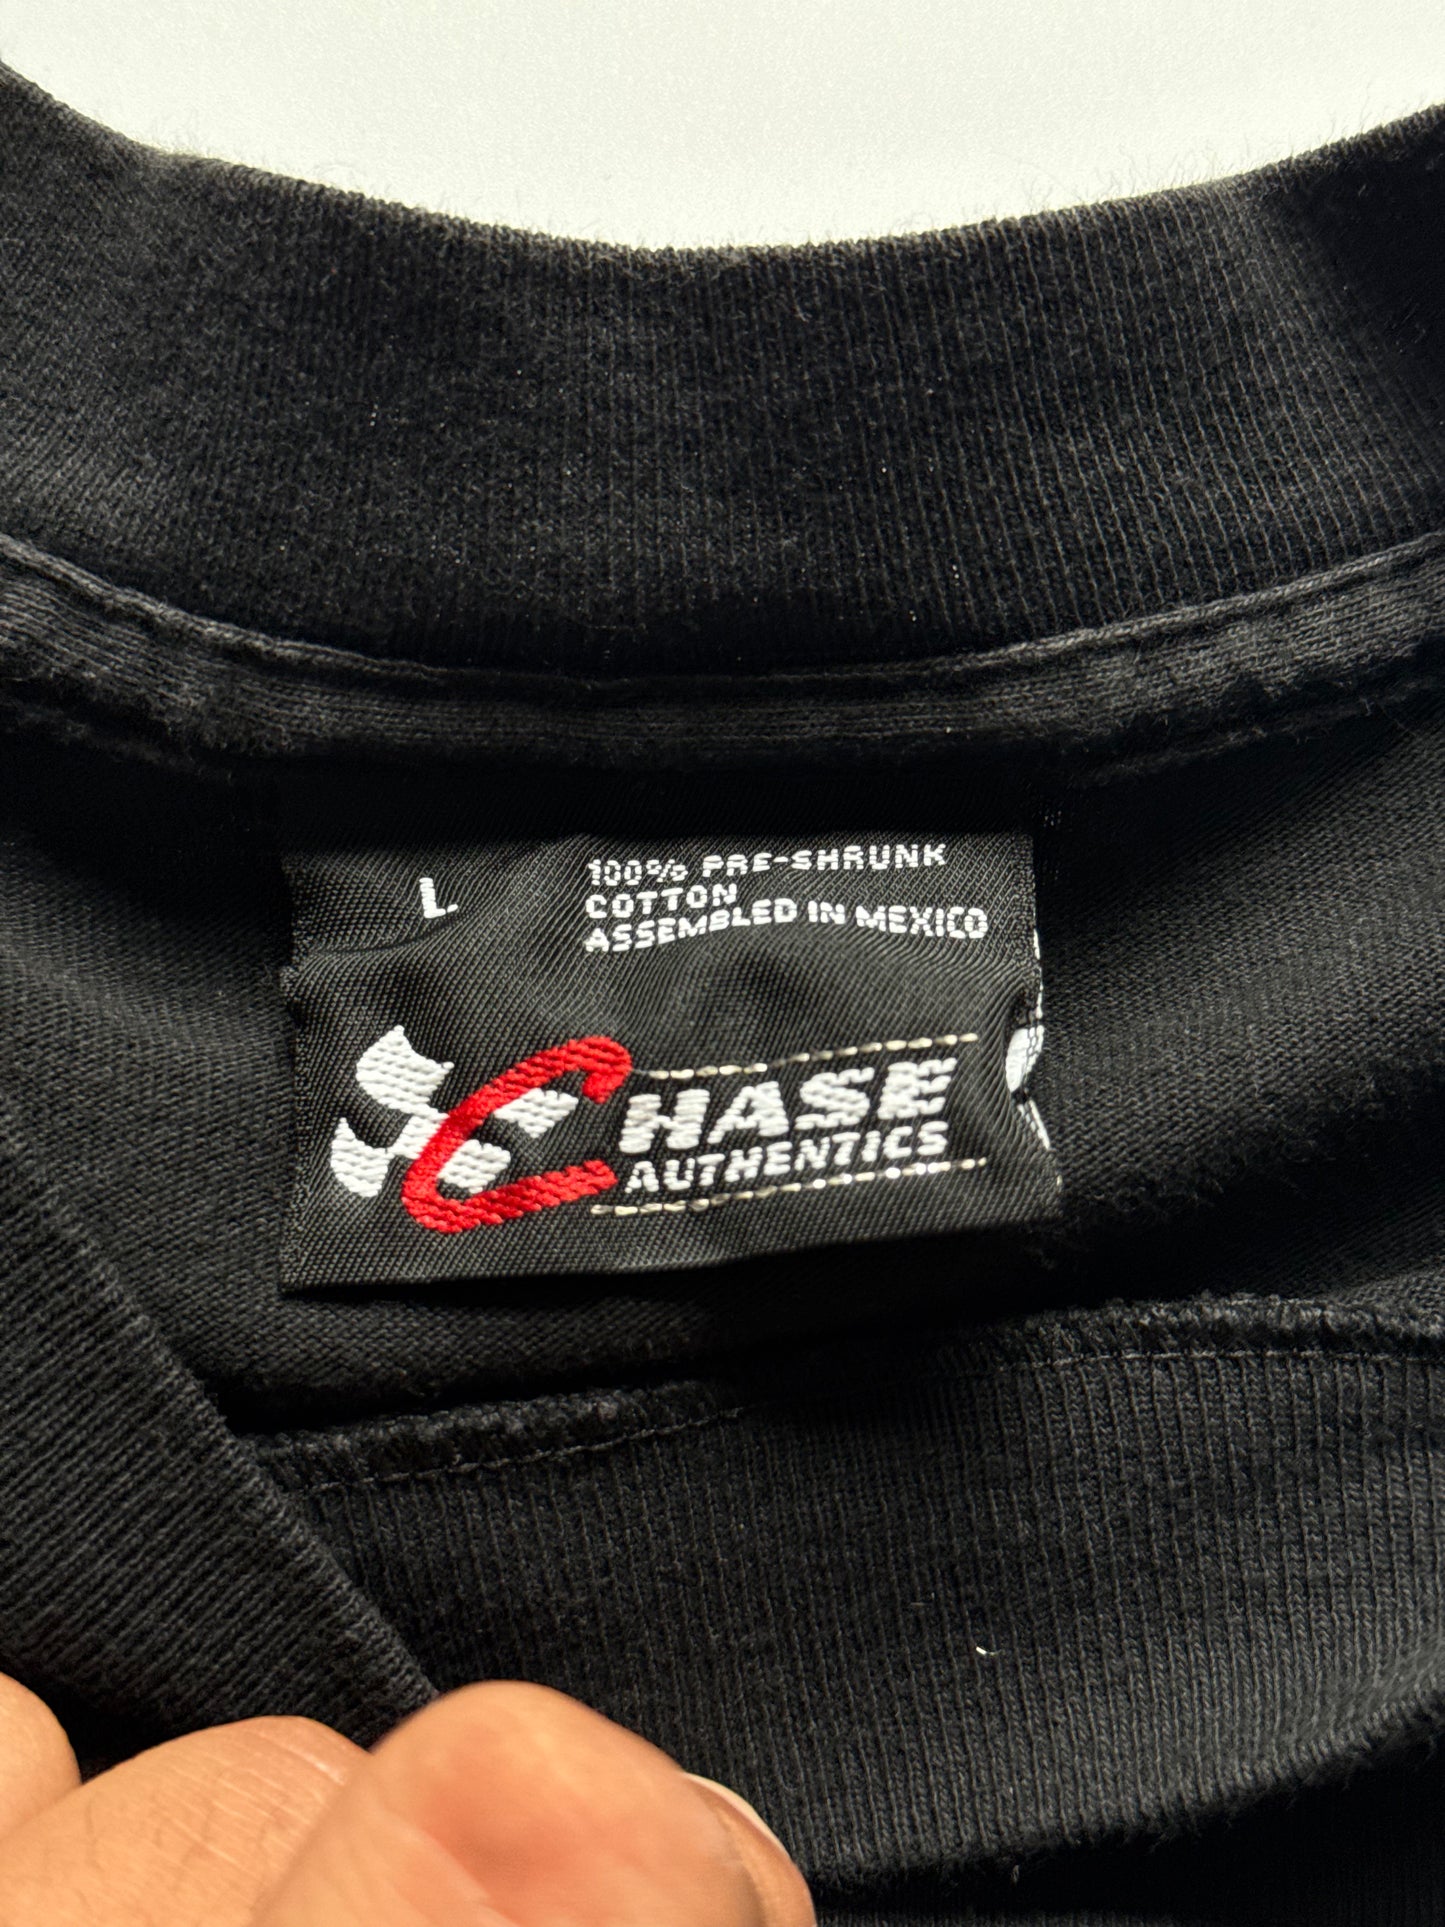 L
100% PRE-SHRUNK
COTTON
ASSEMBLED IN MEXICO
CHASE
AUTHENTICS